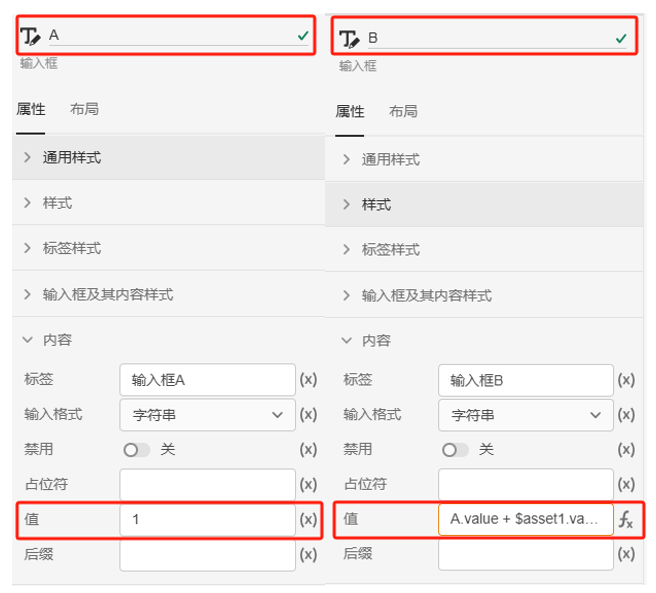 A
输入框
属性 布局
通用样式
样式
标签样式
输入框及其内容样式
内容
标签 输入框A (x)
输入格式 字符串 (x)
禁用 关 (x)
占位符 (x)
值 1 (x)
后缀 (x)
B
输入框
属性 布局
通用样式
样式
标签样式
输入框及其内容样式
内容
标签 输入框B (x)
输入格式 字符串 (x)
禁用 关 (x)
占位符 (x)
值 A.value + $asset1.va... fx
后缀 (x)